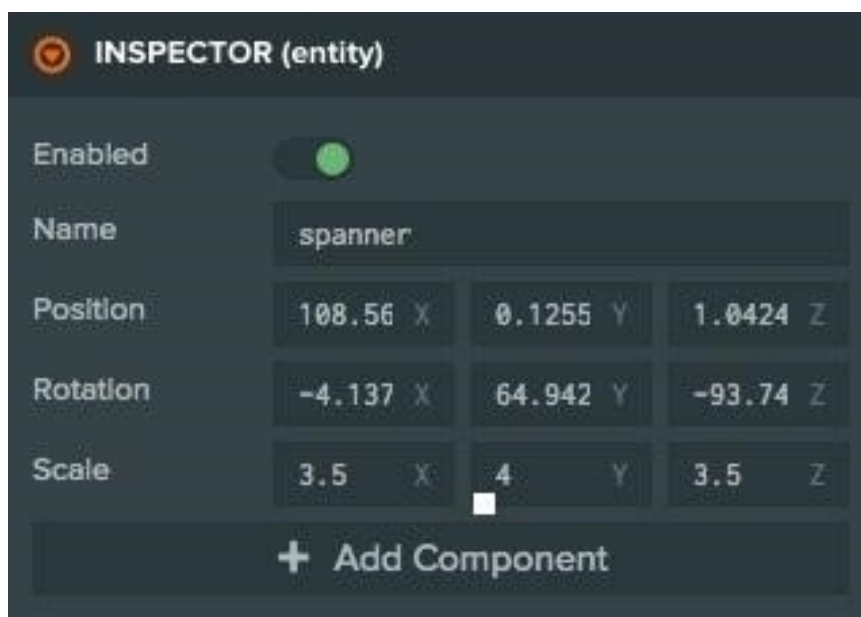 INSPECTOR (entity)
Enabled
Name spanner
Position 108.56 X 0.1255 Y 1.0424 Z
Rotation -4.137 X 64.942 Y -93.74 Z
Scale 3.5 X 4 Y 3.5 Z
+ Add Component